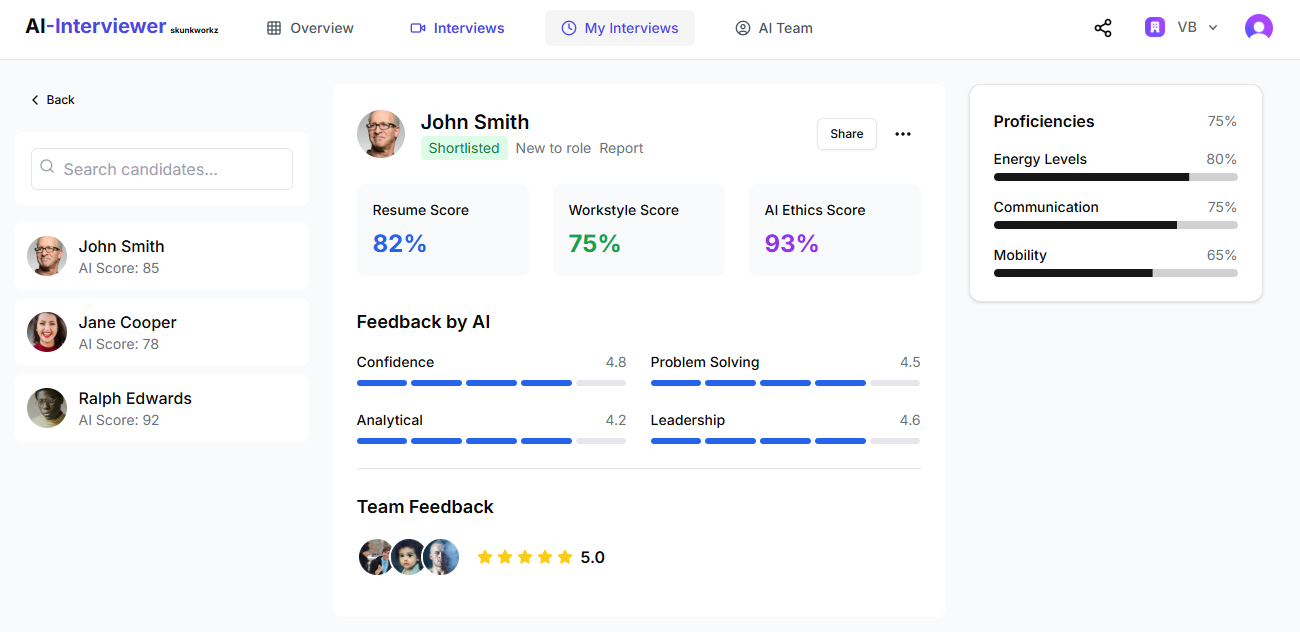 AI-Interviewer skunkworkz
Overview
Interviews
My Interviews
AI Team
VB
Back
Search candidates...
John Smith
AI Score: 85
Jane Cooper
AI Score: 78
Ralph Edwards
AI Score: 92
John Smith
Shortlisted New to role Report
Share
Resume Score
82%
Workstyle Score
75%
AI Ethics Score
93%
Feedback by AI
Confidence 4.8
Problem Solving 4.5
Analytical 4.2
Leadership 4.6
Team Feedback
5.0
Proficiencies 75%
Energy Levels 80%
Communication 75%
Mobility 65%